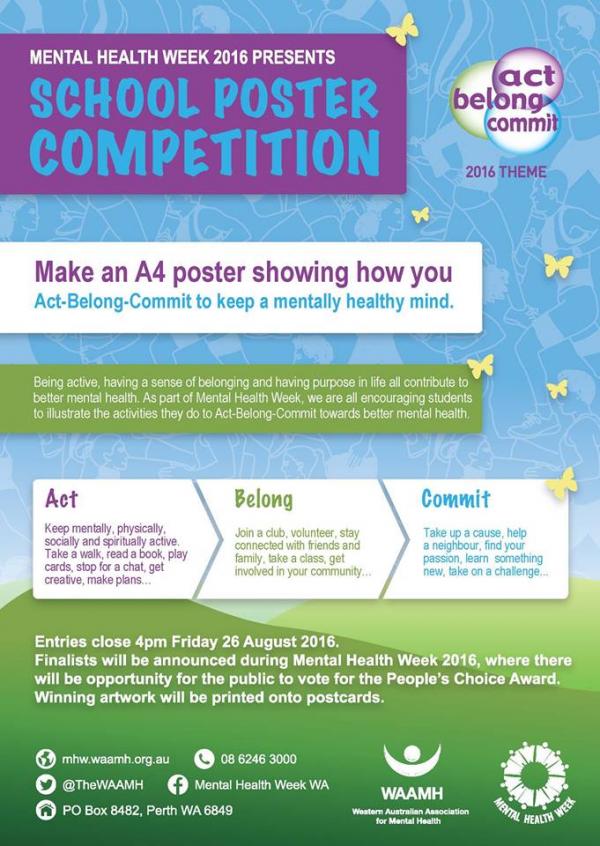 MENTAL HEALTH WEEK 2016 PRESENTS
SCHOOL POSTER
COMPETITION
act
belong
commit
2016 THEME
Make an A4 poster showing how you
Act-Belong-Commit to keep a mentally healthy mind.
Being active, having a sense of belonging and having purpose in life all contribute to
better mental health. As part of Mental Health Week, we are all encouraging students
to illustrate the activities they do to Act-Belong-Commit towards better mental health.
Act
Keep mentally, physically,
socially and spiritually active.
Take a walk, read a book, play
cards, stop for a chat, get
creative, make plans...
Belong
Join a club, volunteer, stay
connected with friends and
family, take a class, get
involved in your community...
Commit
Take up a cause, help
a neighbour, find your
passion, learn something
new, take on a challenge...
Entries close 4pm Friday 26 August 2016.
Finalists will be announced during Mental Health Week 2016, where there
will be opportunity for the public to vote for the People's Choice Award.
Winning artwork will be printed onto postcards.
mhw.waamh.org.au
08 6246 3000
@TheWAAMH
Mental Health Week WA
PO Box 8482, Perth WA 6849
WAAMH
Western Australian Association
for Mental Health
MENTAL HEALTH WEEK